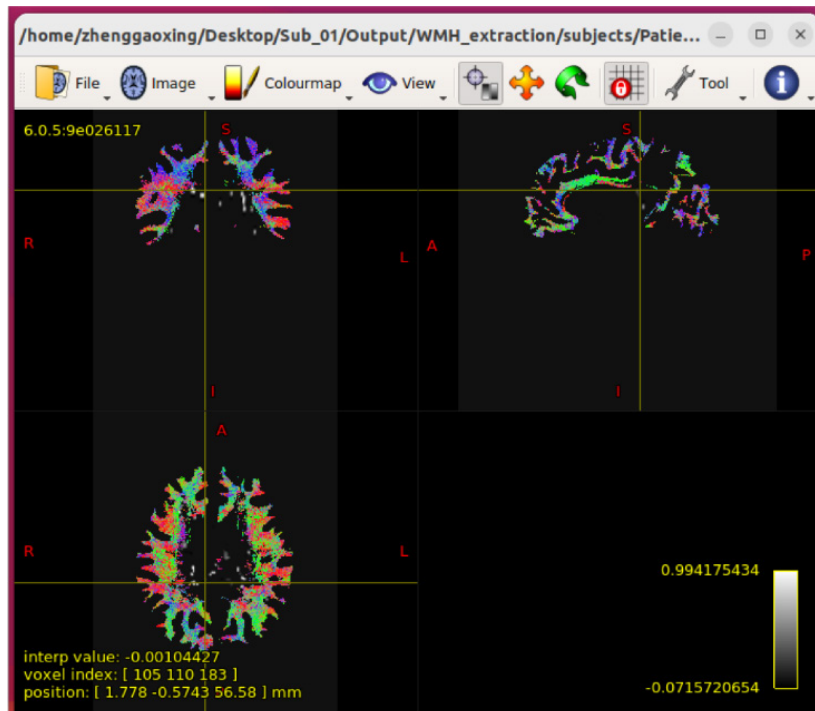 /home/zhenggaoxing/Desktop/Sub_01/Output/WMH_extraction/subjects/Patie...
File Image Colourmap View Tool
6.0.5:9e026117
S
S
R
L
A
P
I
I
A
R
L
0.994175434
-0.0715720654
interp value: -0.00104427
voxel index: [ 105 110 183 ]
position: [ 1.778 -0.5743 56.58 ] mm